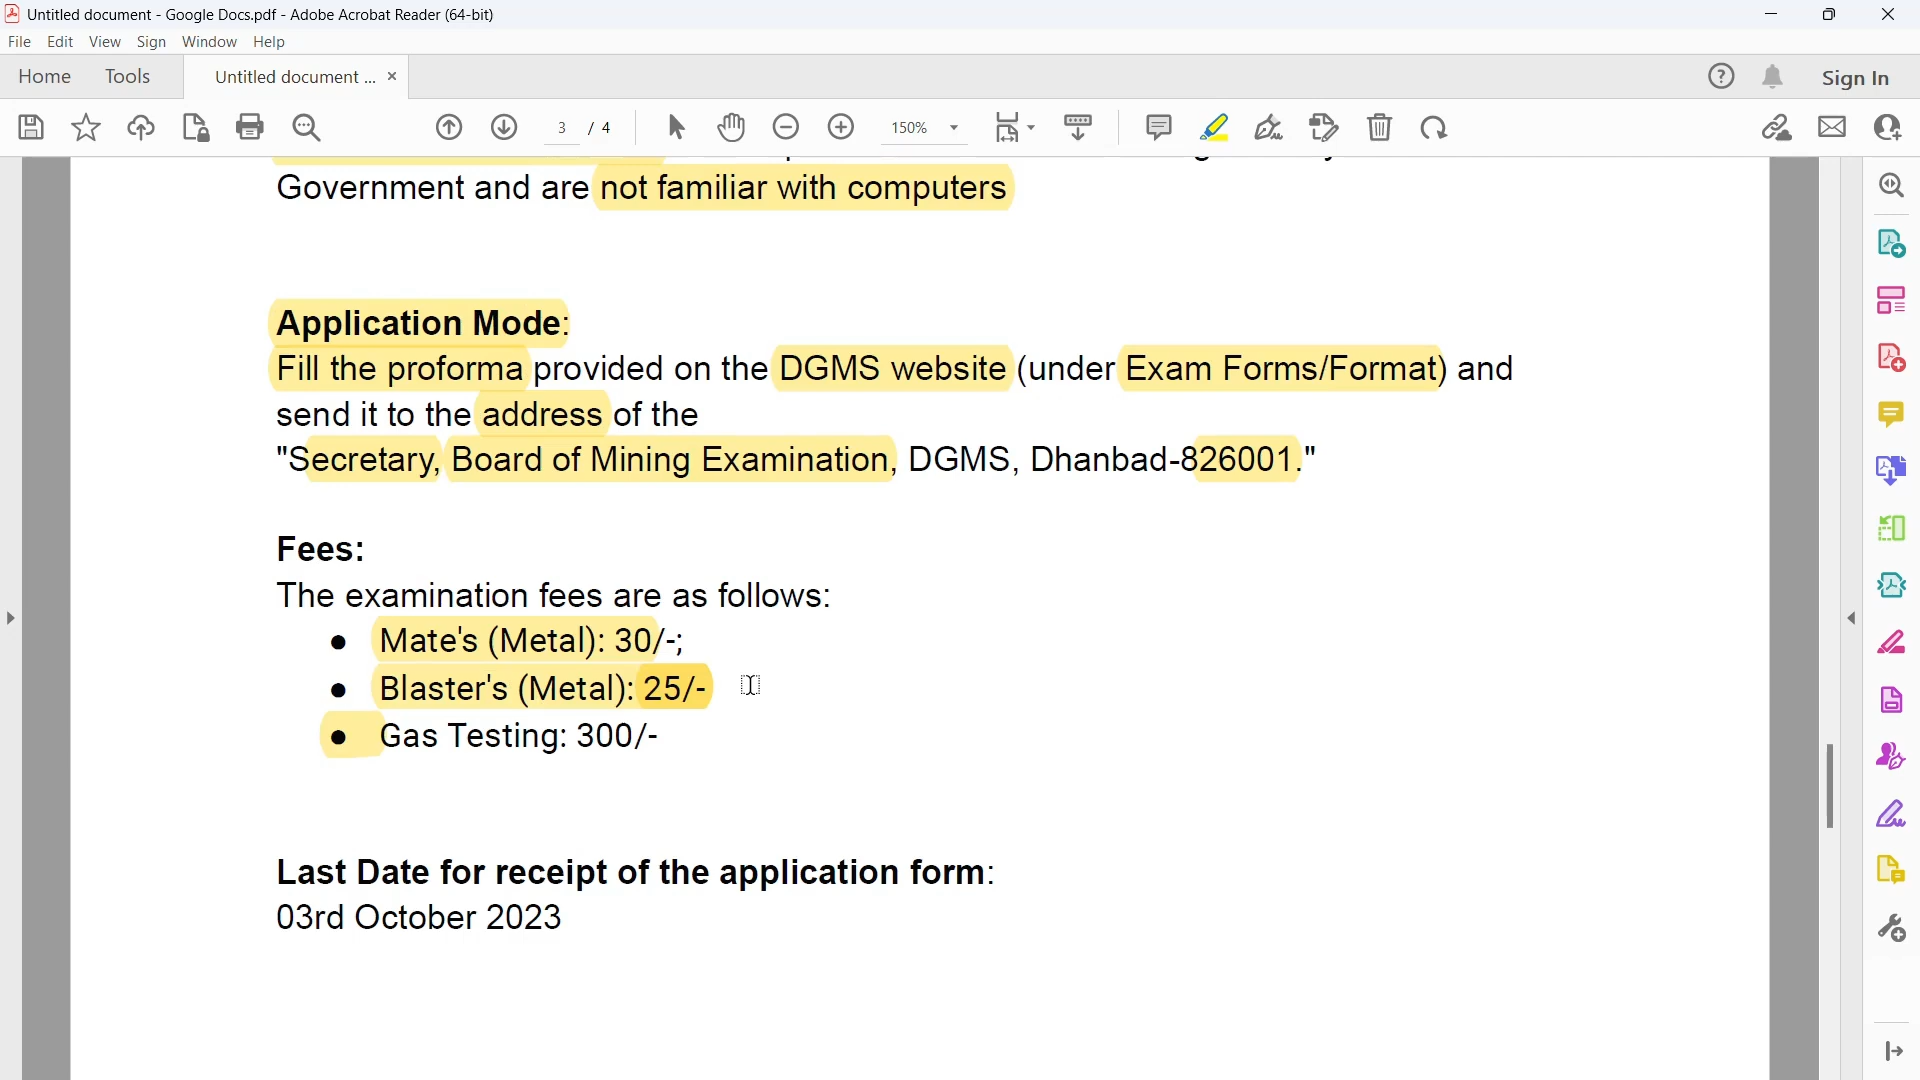 Untitled document - Google Docs.pdf - Adobe Acrobat Reader (64-bit)
File Edit View Sign Window Help
Home Tools Untitled document ... × Sign In
3 / 4 150%
Government and are not familiar with computers
Application Mode:
Fill the proforma provided on the DGMS website (under Exam Forms/Format) and
send it to the address of the
"Secretary, Board of Mining Examination, DGMS, Dhanbad-826001."
Fees:
The examination fees are as follows:
● Mate's (Metal): 30/-;
● Blaster's (Metal): 25/-
● Gas Testing: 300/-
Last Date for receipt of the application form:
03rd October 2023